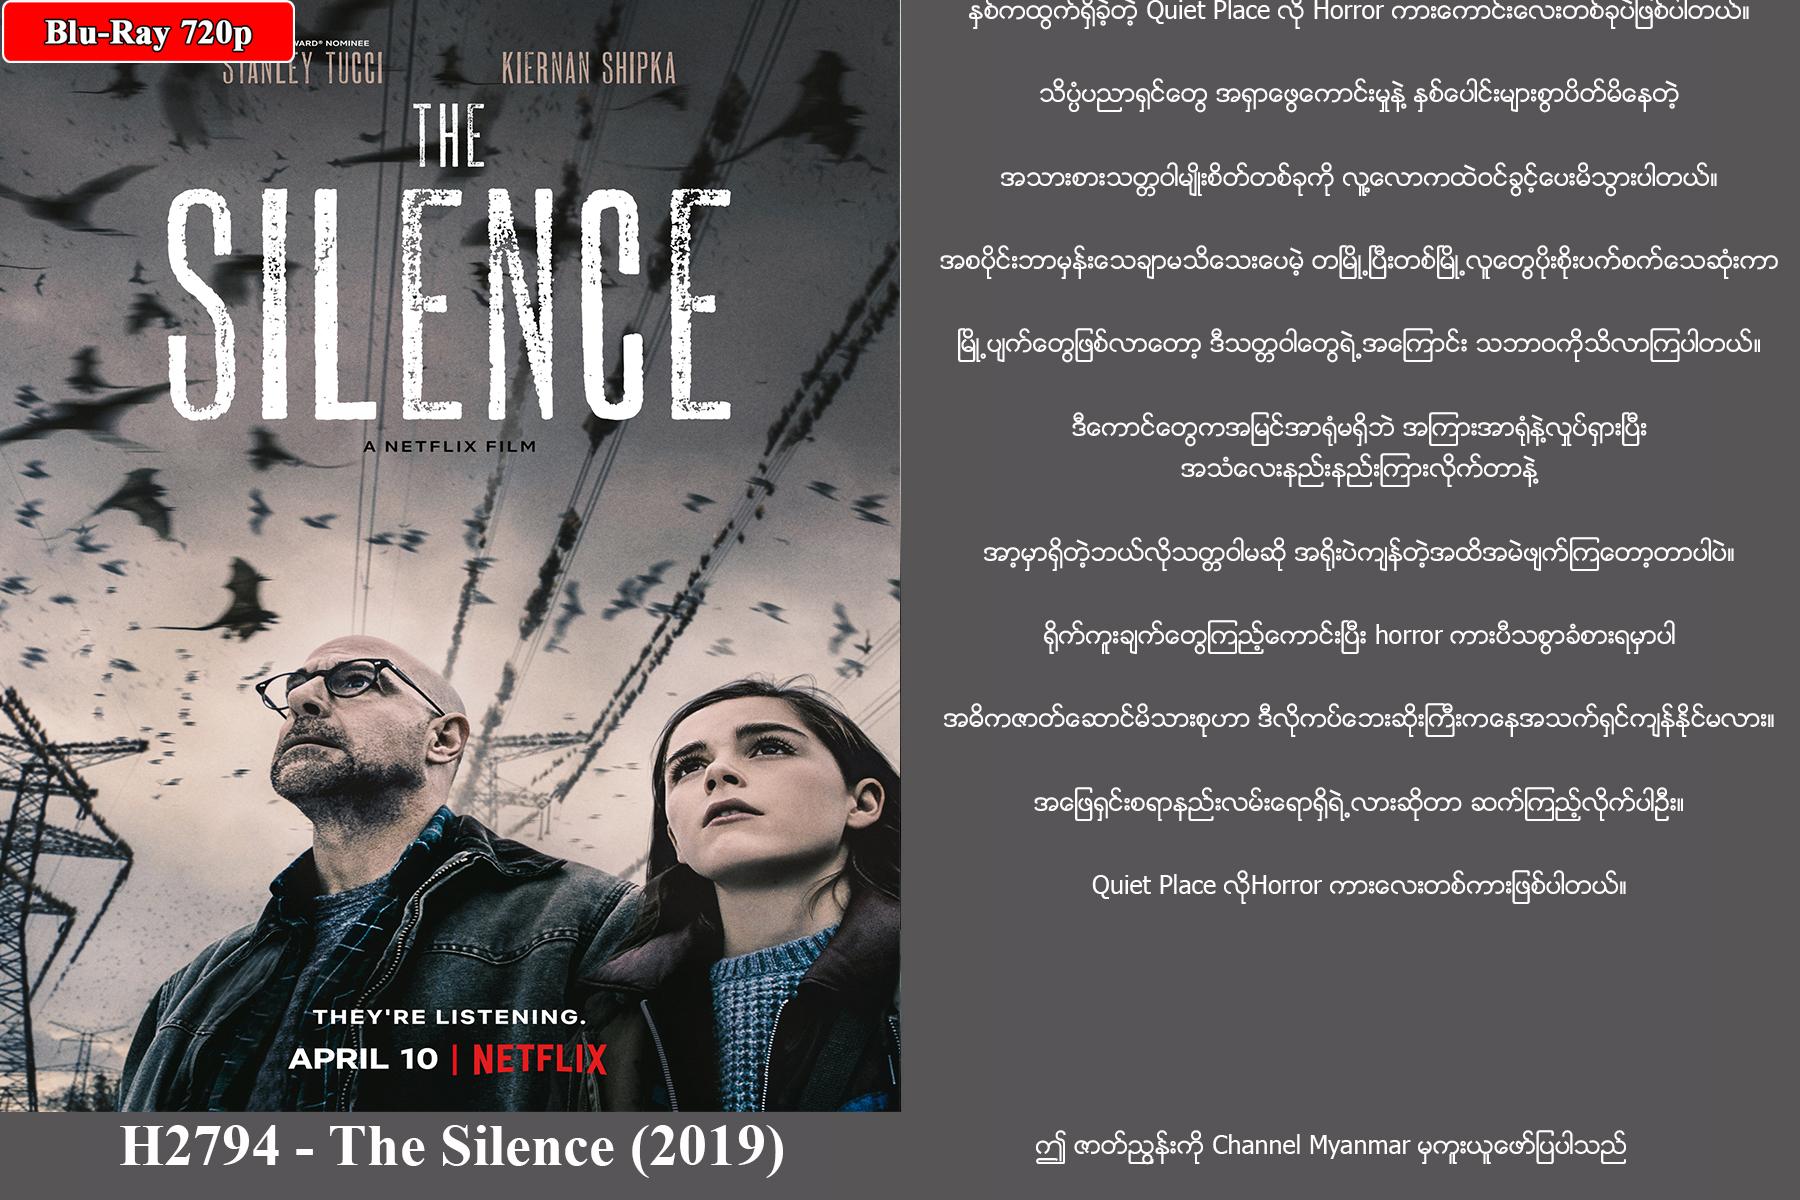 Blu-Ray 720p
WARD® NOMINEE
STANLEY TUCCI KIERNAN SHIPKA
THE
SILENCE
A NETFLIX FILM
THEY'RE LISTENING.
APRIL 10 | NETFLIX
H2794 - The Silence (2019)
နှစ်ကထွက်ရှိခဲ့တဲ့ Quiet Place လို Horror ကားကောင်းလေးတစ်ခုပဲဖြစ်ပါတယ်။
သိပ္ပံပညာရှင်တွေ အရှာဖွေကောင်းမှုနဲ့ နှစ်ပေါင်းများစွာပိတ်မိနေတဲ့
အသားစားသတ္တဝါမျိုးစိတ်တစ်ခုကို လူ့လောကထဲဝင်ခွင့်ပေးမိသွားပါတယ်။
အစပိုင်းဘာမှန်းသေချာမသိသေးပေမဲ့ တမြို့ပြီးတစ်မြို့လူတွေပိုးစိုးပက်စက်သေဆုံးကာ
မြို့ပျက်တွေဖြစ်လာတော့ ဒီသတ္တဝါတွေရဲ့အကြောင်း သဘာဝကိုသိလာကြပါတယ်။
ဒီကောင်တွေကအမြင်အာရုံမရှိဘဲ အကြားအာရုံနဲ့လှုပ်ရှားပြီး
အသံလေးနည်းနည်းကြားလိုက်တာနဲ့
အာ့မှာရှိတဲ့ဘယ်လိုသတ္တဝါမဆို အရိုးပဲကျန်တဲ့အထိအမဲဖျက်ကြတော့တာပါပဲ။
ရိုက်ကူးချက်တွေကြည့်ကောင်းပြီး horror ကားပီသစွာခံစားရမှာပါ
အဓိကဇာတ်ဆောင်မိသားစုဟာ ဒီလိုကပ်ဘေးဆိုးကြီးကနေအသက်ရှင်ကျန်နိုင်မလား။
အဖြေရှင်းစရာနည်းလမ်းရောရှိရဲ့လားဆိုတာ ဆက်ကြည့်လိုက်ပါဦး။
Quiet Place လိုHorror ကားလေးတစ်ကားဖြစ်ပါတယ်။
ဤ ဇာတ်ညွှန်းကို Channel Myanmar မှကူးယူဖော်ပြပါသည်